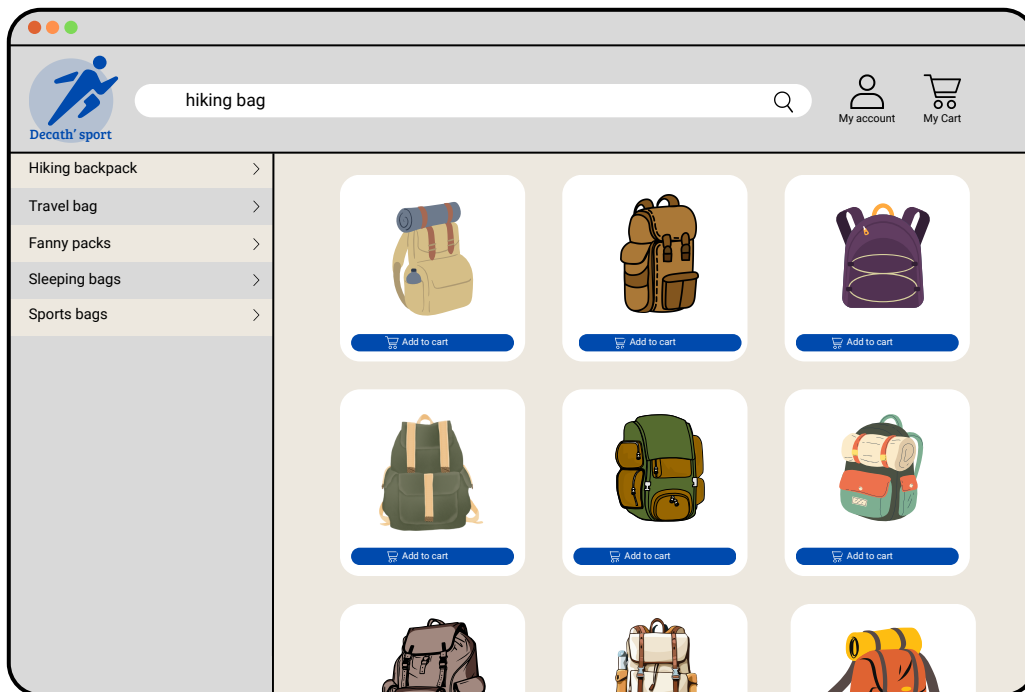 hiking bag
My account
My Cart
Decath' sport
Hiking backpack
Travel bag
Fanny packs
Sleeping bags
Sports bags
Add to cart
Add to cart
Add to cart
Add to cart
Add to cart
Add to cart